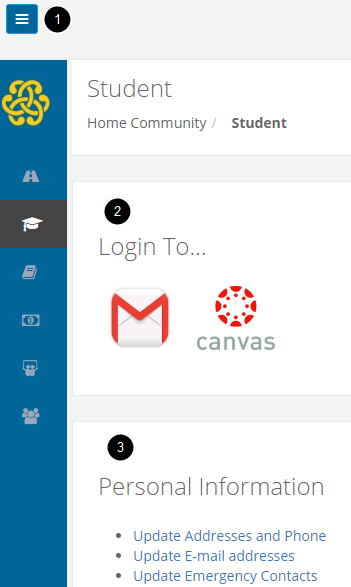 1
Student
Home Community / Student
2
Login To...
canvas
3
Personal Information
• Update Addresses and Phone
• Update E-mail addresses
• Update Emergency Contacts